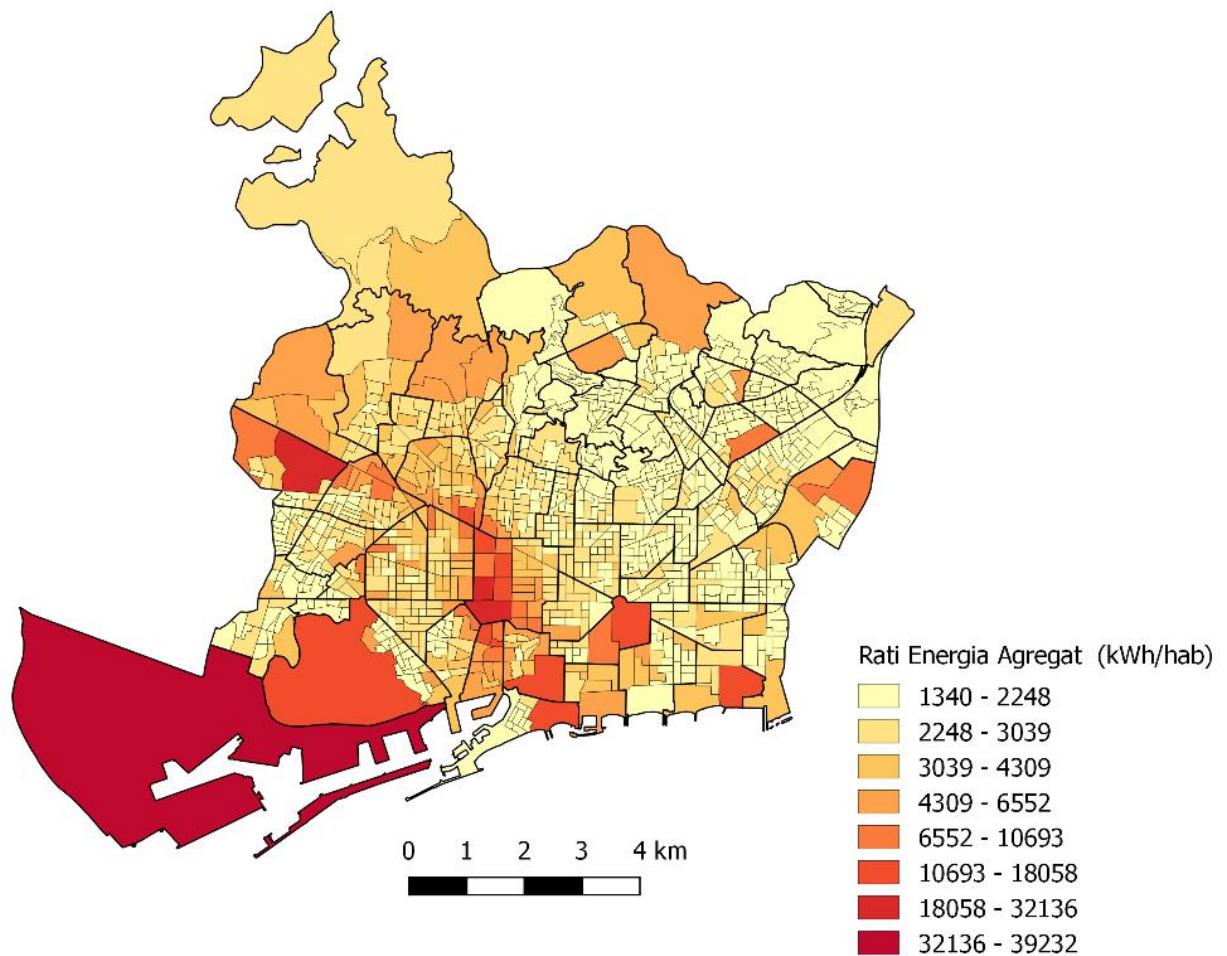 0 1 2 3 4 km
Rati Energia Agregat (kWh/hab)
1340 - 2248
2248 - 3039
3039 - 4309
4309 - 6552
6552 - 10693
10693 - 18058
18058 - 32136
32136 - 39232